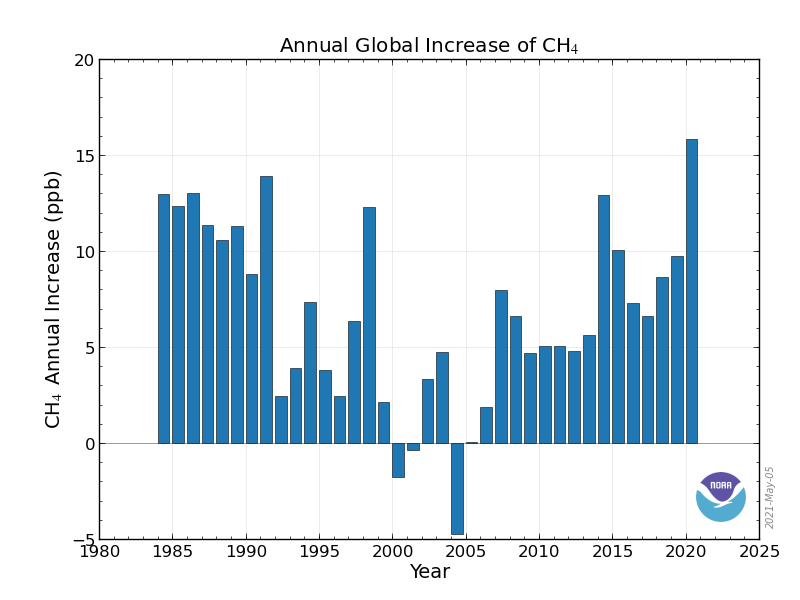 Annual Global Increase of CH₄
CH₄ Annual Increase (ppb)
20
15
10
5
0
−5
1980 1985 1990 1995 2000 2005 2010 2015 2020 2025
Year
NOAA
2021-May-05